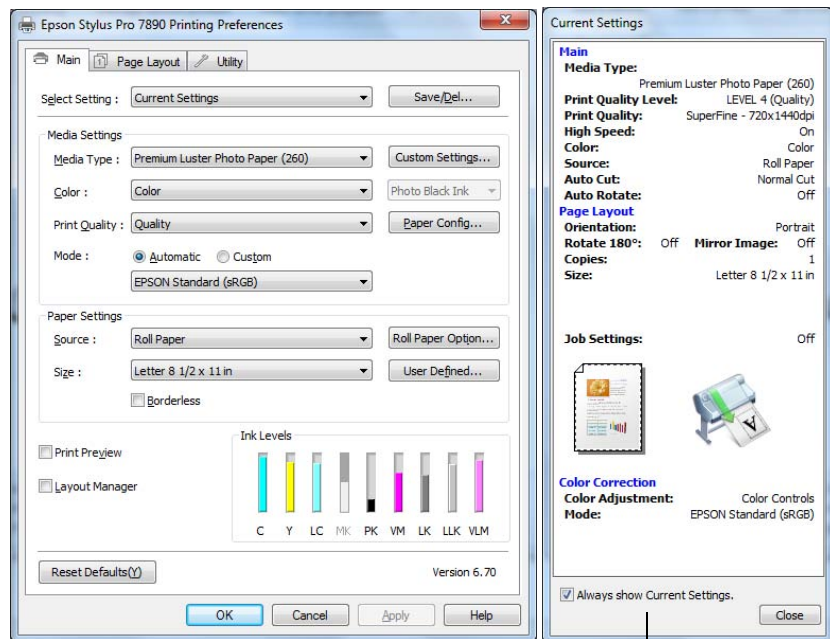 Epson Stylus Pro 7890 Printing Preferences
Main
Page Layout
Utility
Select Setting :
Current Settings
Save/Del...
Media Settings
Media Type :
Premium Luster Photo Paper (260)
Custom Settings...
Color :
Color
Photo Black Ink
Print Quality :
Quality
Paper Config...
Mode :
Automatic
Custom
EPSON Standard (sRGB)
Paper Settings
Source :
Roll Paper
Roll Paper Option...
Size :
Letter 8 1/2 x 11 in
User Defined...
Borderless
Print Preview
Layout Manager
Ink Levels
C Y LC MK PK VM LK LLK VLM
Reset Defaults(Y)
Version 6.70
OK
Cancel
Apply
Help
Current Settings
Main
Media Type:
Premium Luster Photo Paper (260)
Print Quality Level: LEVEL 4 (Quality)
Print Quality: SuperFine - 720x1440dpi
High Speed: On
Color: Color
Source: Roll Paper
Auto Cut: Normal Cut
Auto Rotate: Off
Page Layout
Orientation: Portrait
Rotate 180°: Off Mirror Image: Off
Copies: 1
Size: Letter 8 1/2 x 11 in
Job Settings: Off
A
Color Correction
Color Adjustment: Color Controls
Mode: EPSON Standard (sRGB)
Always show Current Settings.
Close